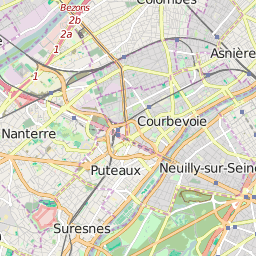 Colombes
Bezons
2b
2a
Asnière
1
1
Courbevoie
Nanterre
Puteaux
Neuilly-sur-Seine
Suresnes